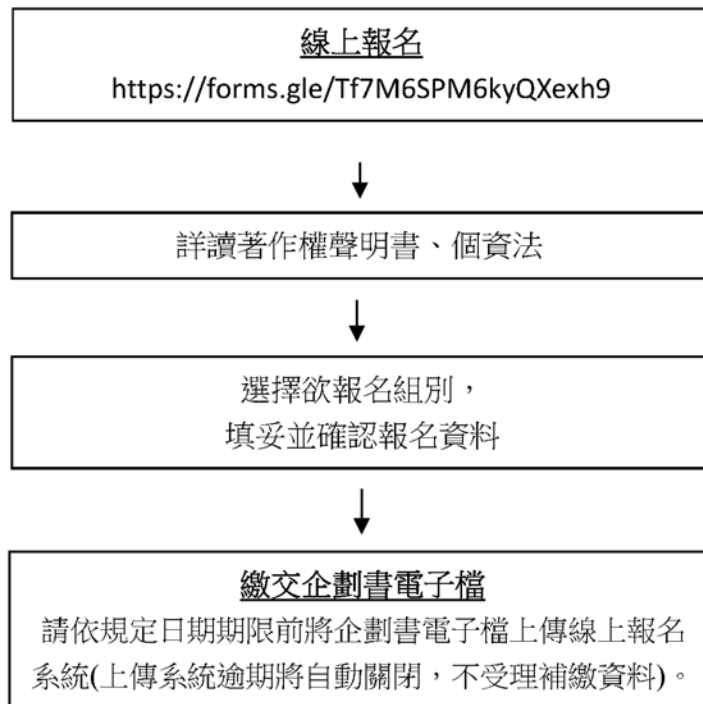 線上報名
https://forms.gle/Tf7M6SPM6kyQXexh9
詳讀著作權聲明書、個資法
選擇欲報名組別，
填妥並確認報名資料
繳交企劃書電子檔
請依規定日期期限前將企劃書電子檔上傳線上報名
系統(上傳系統逾期將自動關閉，不受理補繳資料)。